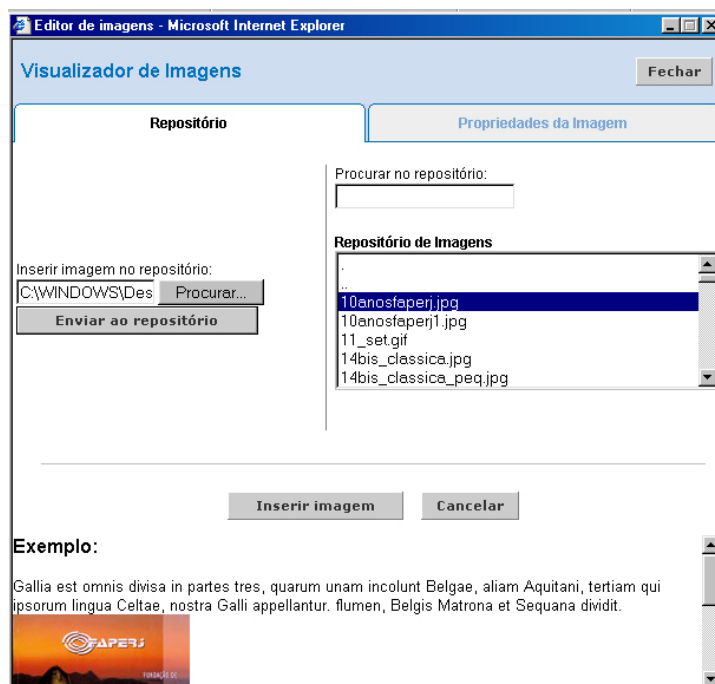 Editor de imagens - Microsoft Internet Explorer
Visualizador de Imagens
Fechar
Repositório
Propriedades da Imagem
Procurar no repositório:
Repositório de Imagens
Inserir imagem no repositório:
C:\WINDOWS\Des
Procurar...
Enviar ao repositório
.
..
10anosfaperj.jpg
10anosfaperj1.jpg
11_set.gif
14bis_classica.jpg
14bis_classica_peq.jpg
Inserir imagem
Cancelar
Exemplo:
Gallia est omnis divisa in partes tres, quarum unam incolunt Belgae, aliam Aquitani, tertiam qui
ipsorum lingua Celtae, nostra Galli appellantur. flumen, Belgis Matrona et Sequana dividit.
FAPERJ
FUNDAÇÃO DE